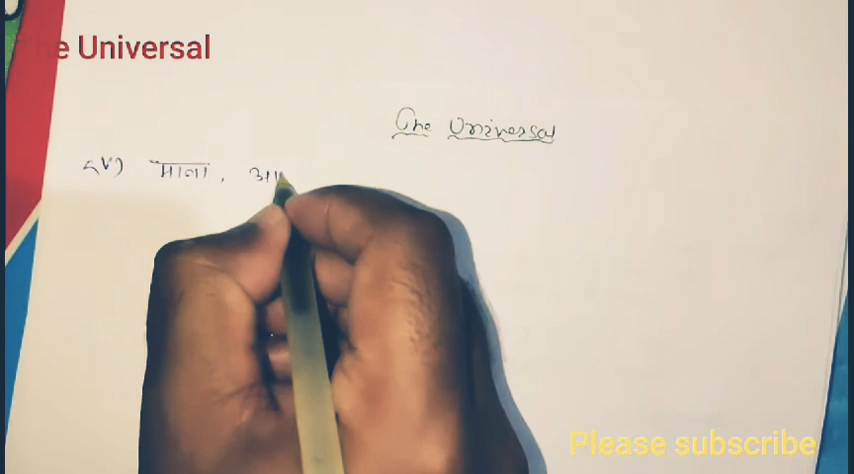 The Universal
The Universal
(v) माना, आ
Please subscribe